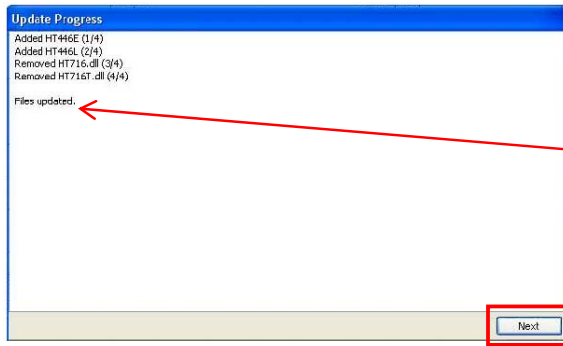 Update Progress
Added HT446E (1/4)
Added HT446L (2/4)
Removed HT716.dll (3/4)
Removed HT716T.dll (4/4)
Files updated.
Next